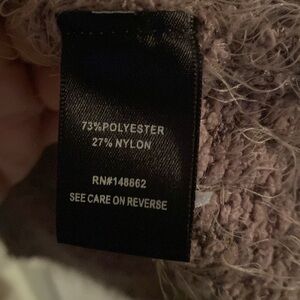 73%POLYESTER
27% NYLON
RN#148662
SEE CARE ON REVERSE